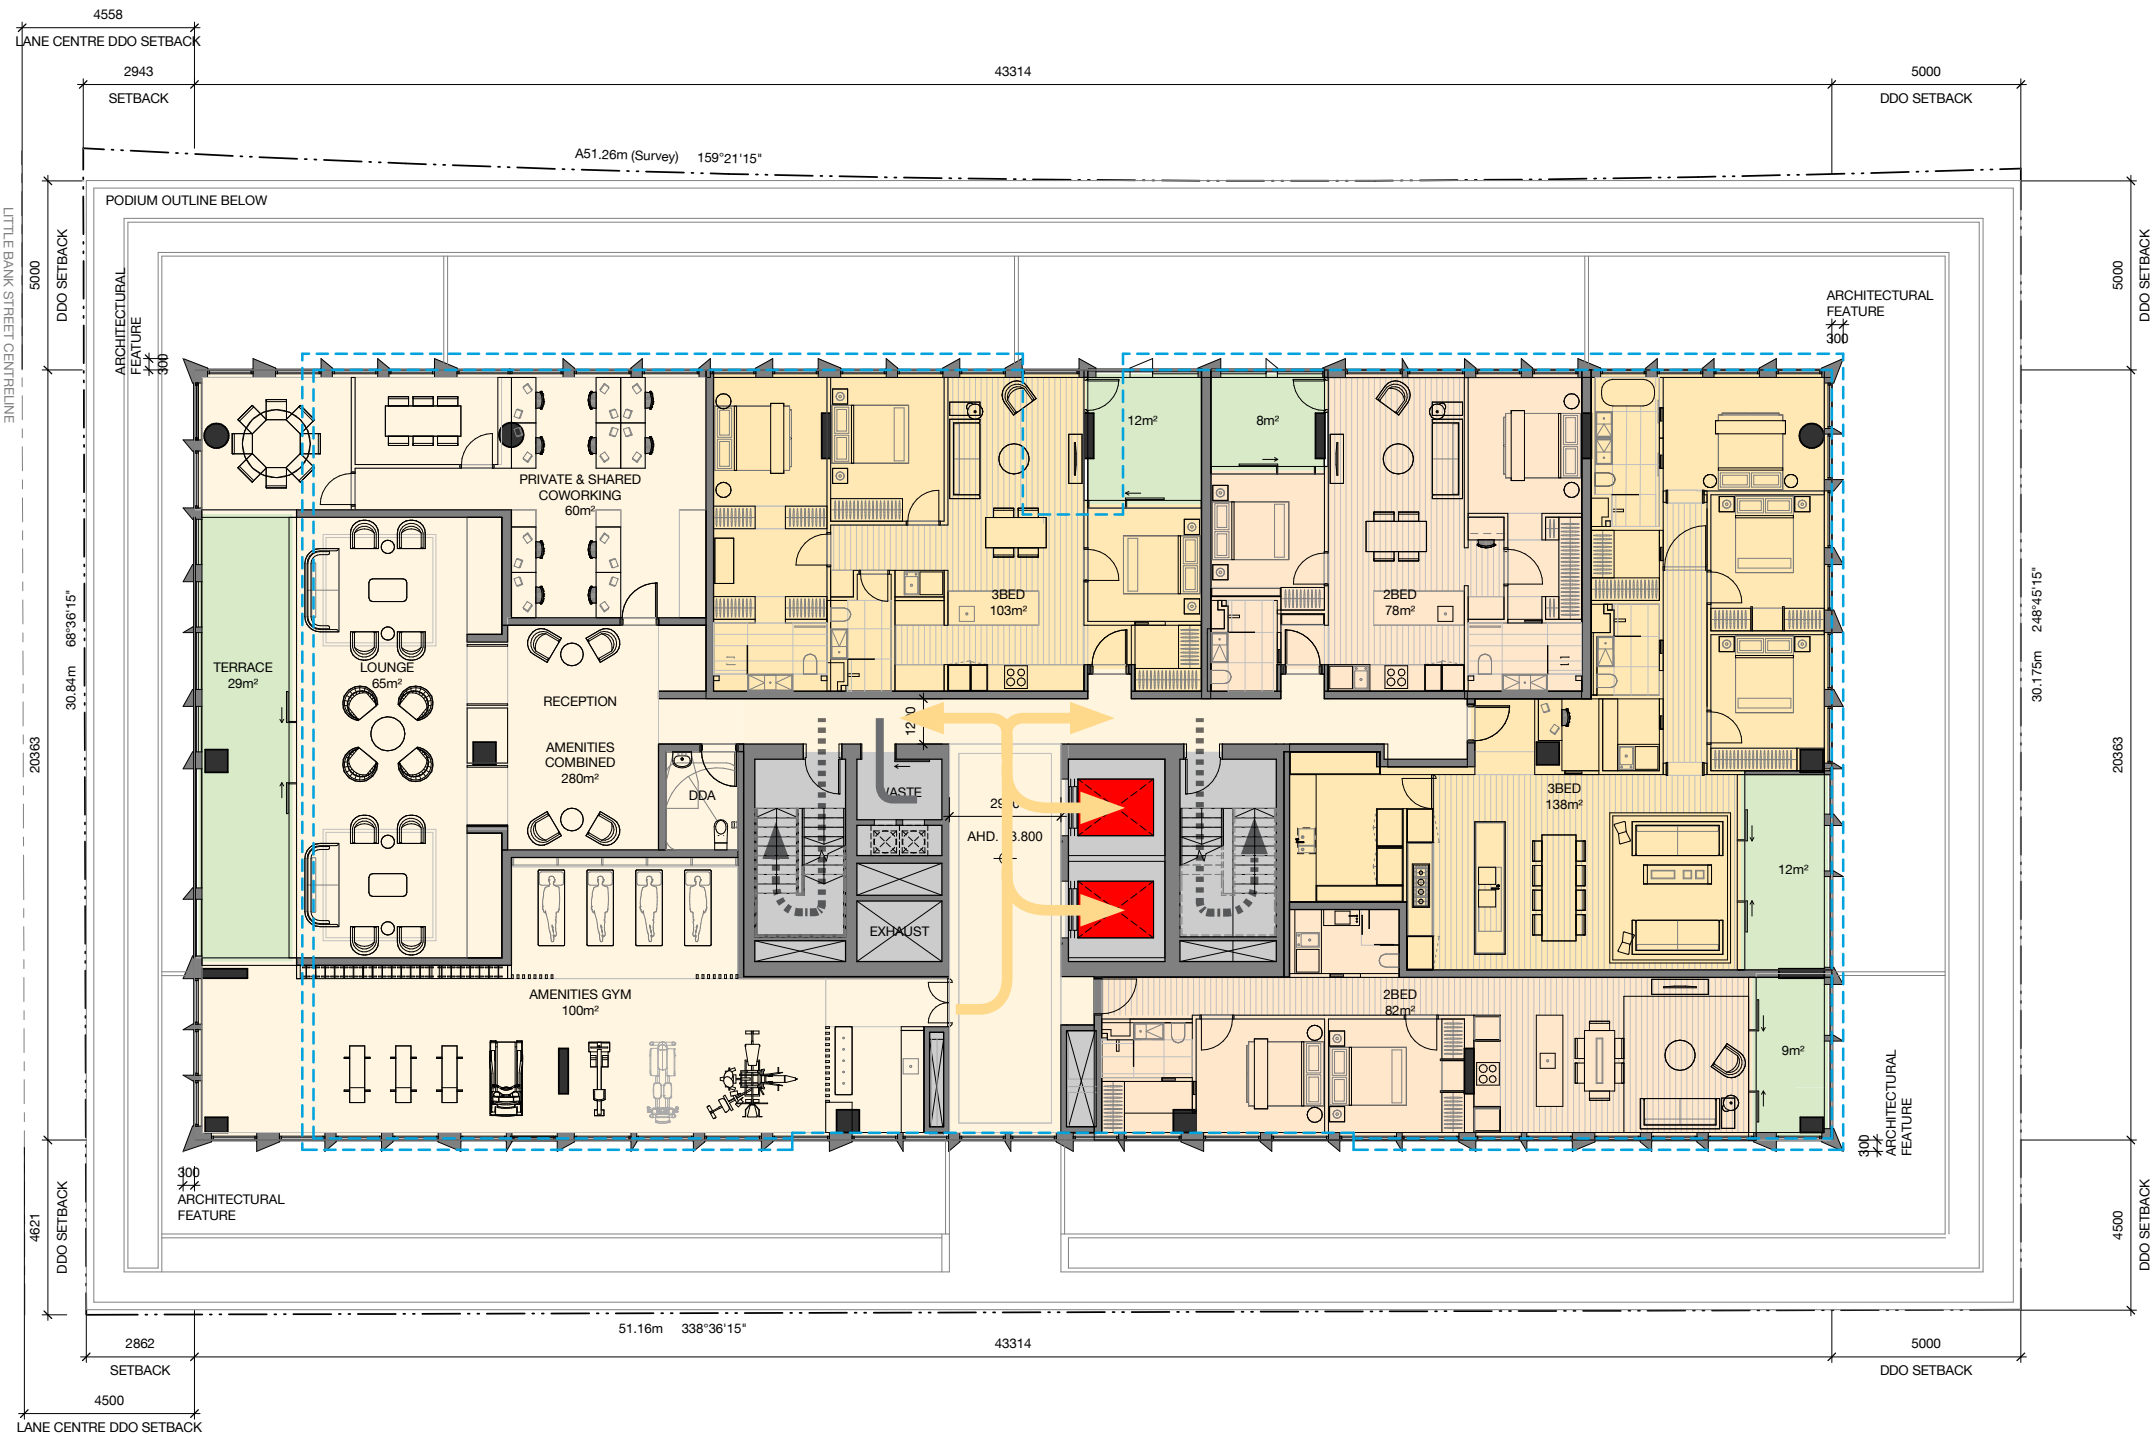 4558
LANE CENTRE DDO SETBACK
2943
SETBACK
43314
5000
DDO SETBACK
A51.26m (Survey) 159°21'15"
PODIUM OUTLINE BELOW
LITTLE BANK STREET CENTRELINE
5000
DDO SETBACK
ARCHITECTURAL
FEATURE
300
ARCHITECTURAL
FEATURE
300
5000
DDO SETBACK
12m²
8m²
PRIVATE & SHARED
COWORKING
60m²
3BED
103m²
2BED
78m²
30.84m 68°36'15"
20363
TERRACE
29m²
LOUNGE
65m²
RECEPTION
AMENITIES
COMBINED
280m²
DDA
EXHAUST
3BED
138m²
12m²
30.175m 248°45'15"
20363
AMENITIES GYM
100m²
2BED
82m²
9m²
300
ARCHITECTURAL
FEATURE
300
ARCHITECTURAL
FEATURE
4621
DDO SETBACK
4500
DDO SETBACK
51.16m 338°36'15"
2862
SETBACK
43314
5000
DDO SETBACK
4500
LANE CENTRE DDO SETBACK